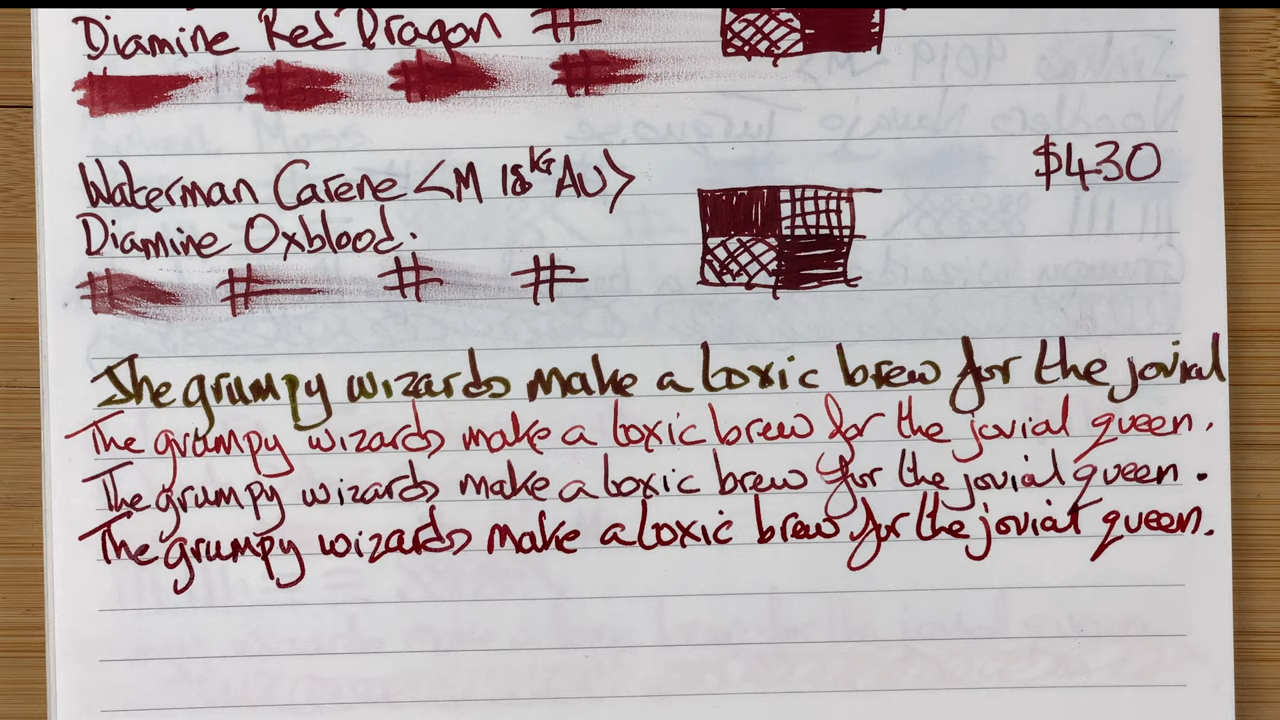 Diamine Red Dragon #
Waterman Carene <M 18KG AU> $430
Diamine Oxblood.
# # # #
The grumpy wizards make a toxic brew for the jovial
The grumpy wizards make a toxic brew for the jovial queen.
The grumpy wizards make a toxic brew for the jovial queen.
The grumpy wizards make a toxic brew for the jovial queen.